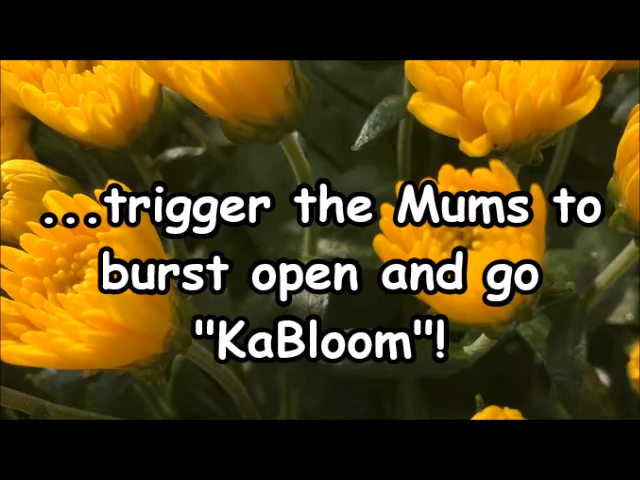 ...trigger the Mums to
burst open and go
"KaBloom"!